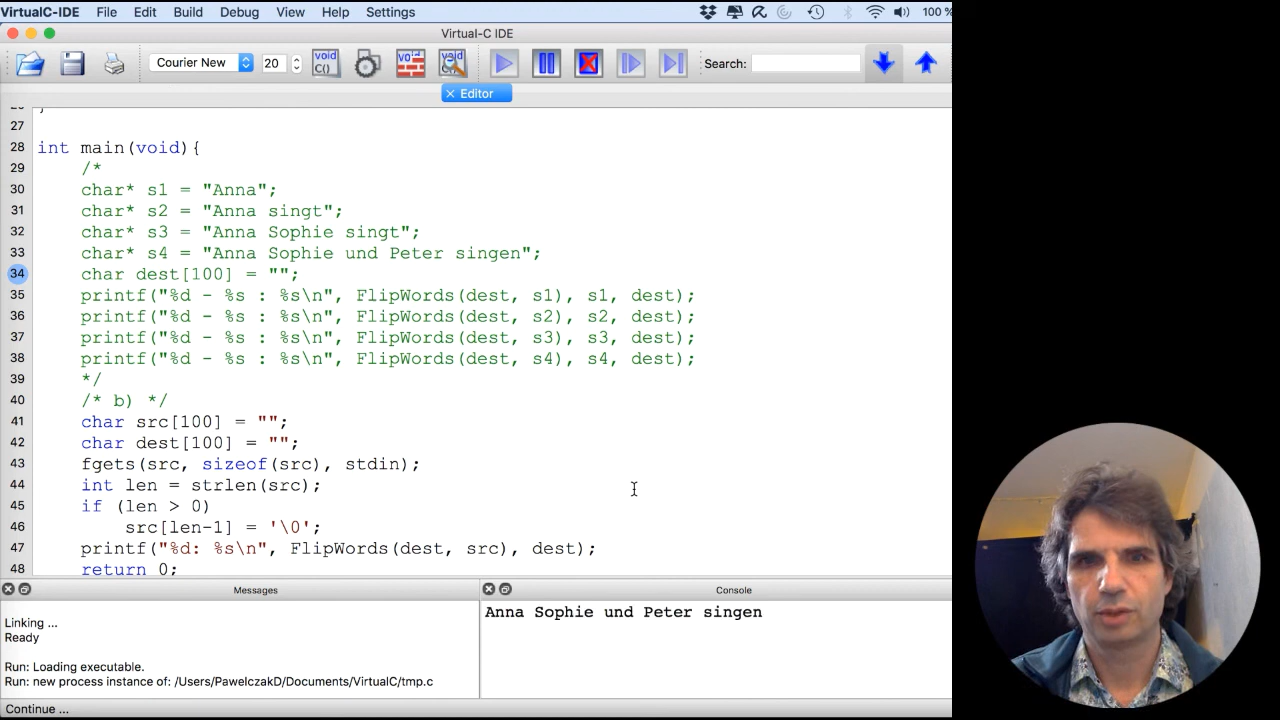 VirtualC-IDE File Edit Build Debug View Help Settings 100 %
Virtual-C IDE
Courier New 20 void C() void void Search:
Editor
27
28 int main(void){
29 /*
30 char* s1 = "Anna";
31 char* s2 = "Anna singt";
32 char* s3 = "Anna Sophie singt";
33 char* s4 = "Anna Sophie und Peter singen";
34 char dest[100] = "";
35 printf("%d - %s : %s\n", FlipWords(dest, s1), s1, dest);
36 printf("%d - %s : %s\n", FlipWords(dest, s2), s2, dest);
37 printf("%d - %s : %s\n", FlipWords(dest, s3), s3, dest);
38 printf("%d - %s : %s\n", FlipWords(dest, s4), s4, dest);
39 */
40 /* b) */
41 char src[100] = "";
42 char dest[100] = "";
43 fgets(src, sizeof(src), stdin);
44 int len = strlen(src);
45 if (len > 0)
46 src[len-1] = '\0';
47 printf("%d: %s\n", FlipWords(dest, src), dest);
48 return 0;
Messages
Linking ...
Ready
Run: Loading executable.
Run: new process instance of: /Users/PawelczakD/Documents/VirtualC/tmp.c
Console
Anna Sophie und Peter singen
Continue ...